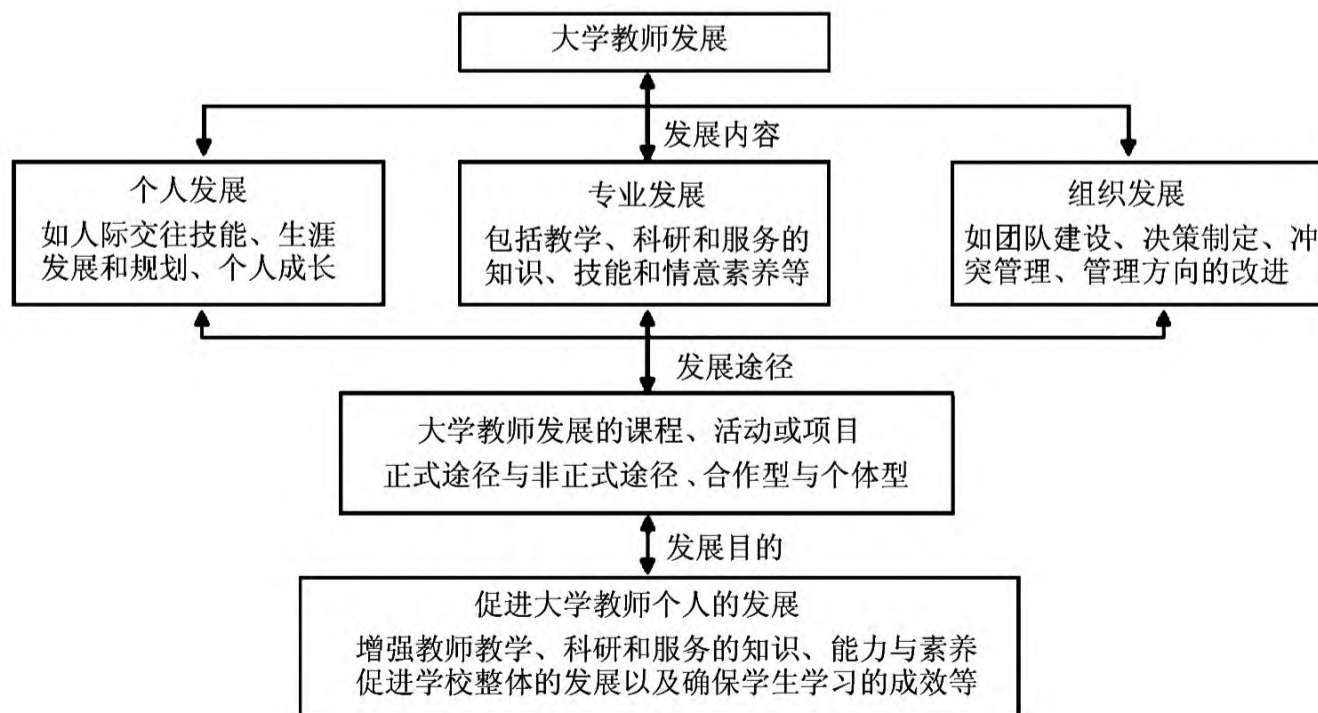 大学教师发展
发展内容
个人发展
如人际交往技能、生涯
发展和规划、个人成长
专业发展
包括教学、科研和服务的
知识、技能和情意素养等
组织发展
如团队建设、决策制定、冲
突管理、管理方向的改进
发展途径
大学教师发展的课程、活动或项目
正式途径与非正式途径、合作型与个体型
发展目的
促进大学教师个人的发展
增强教师教学、科研和服务的知识、能力与素养
促进学校整体的发展以及确保学生学习的成效等